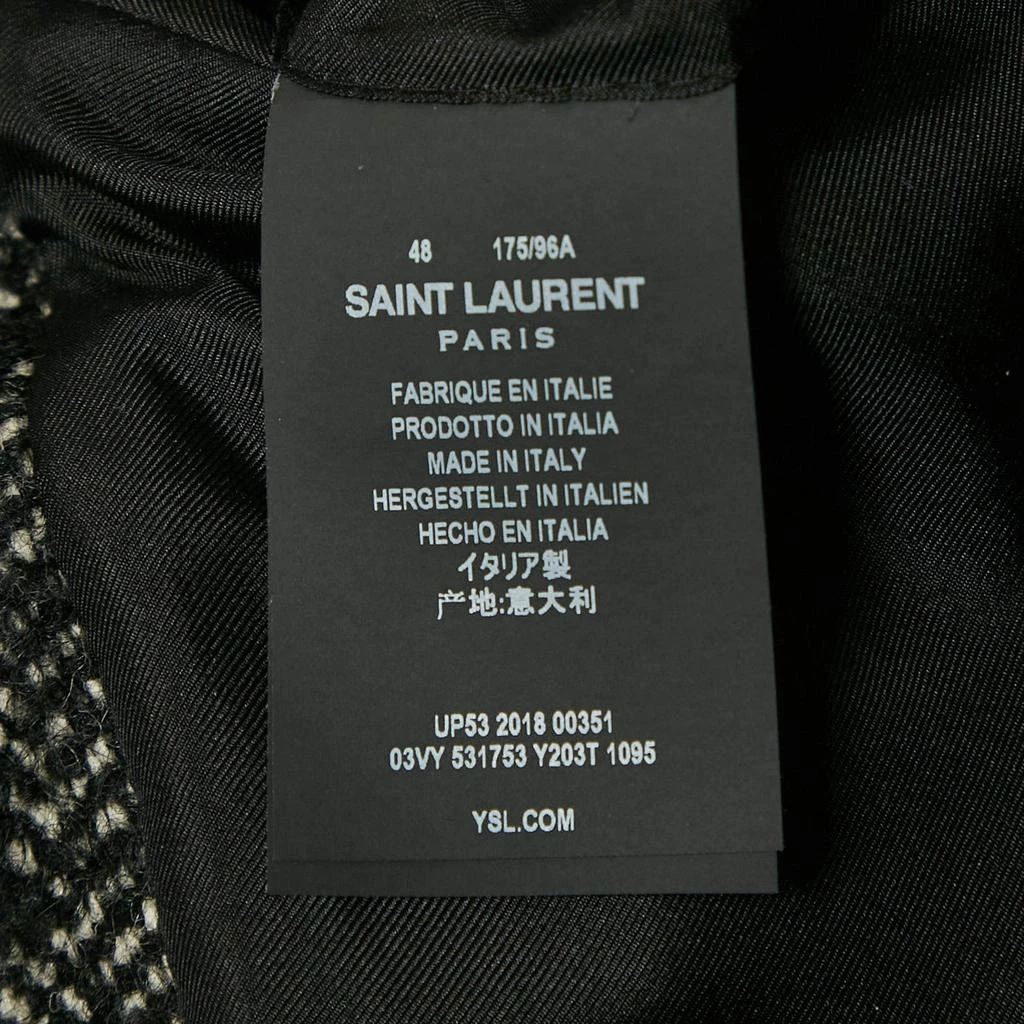 48 175/96A
SAINT LAURENT
PARIS
FABRIQUE EN ITALIE
PRODOTTO IN ITALIA
MADE IN ITALY
HERGESTELLT IN ITALIEN
HECHO EN ITALIA
イタリア製
产地:意大利
UP53 2018 00351
03VY 531753 Y203T 1095
YSL.COM